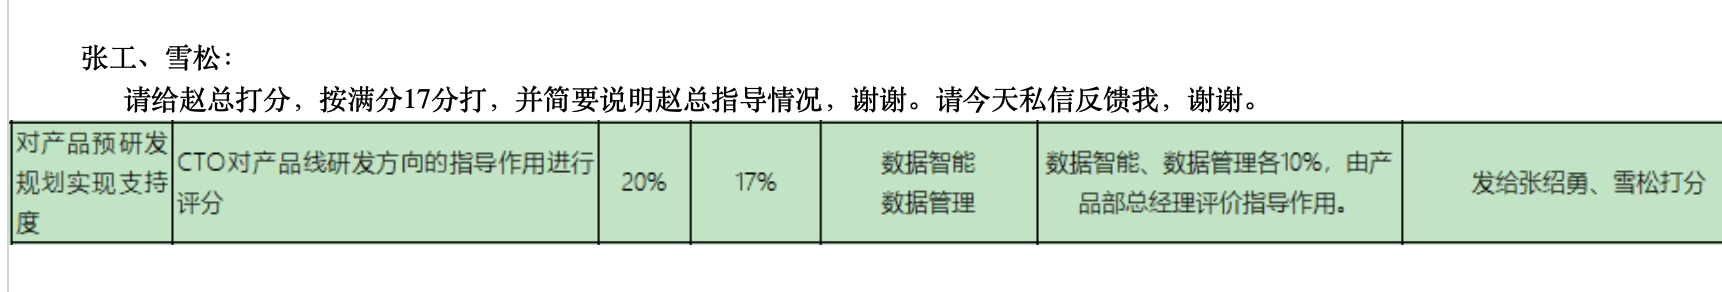 张工、雪松：
请给赵总打分，按满分17分打，并简要说明赵总指导情况，谢谢。请今天私信反馈我，谢谢。
对产品预研发
规划实现支持
度
CTO对产品线研发方向的指导作用进行
评分
20%
17%
数据智能
数据管理
数据智能、数据管理各10%，由产
品部总经理评价指导作用。
发给张绍勇、雪松打分